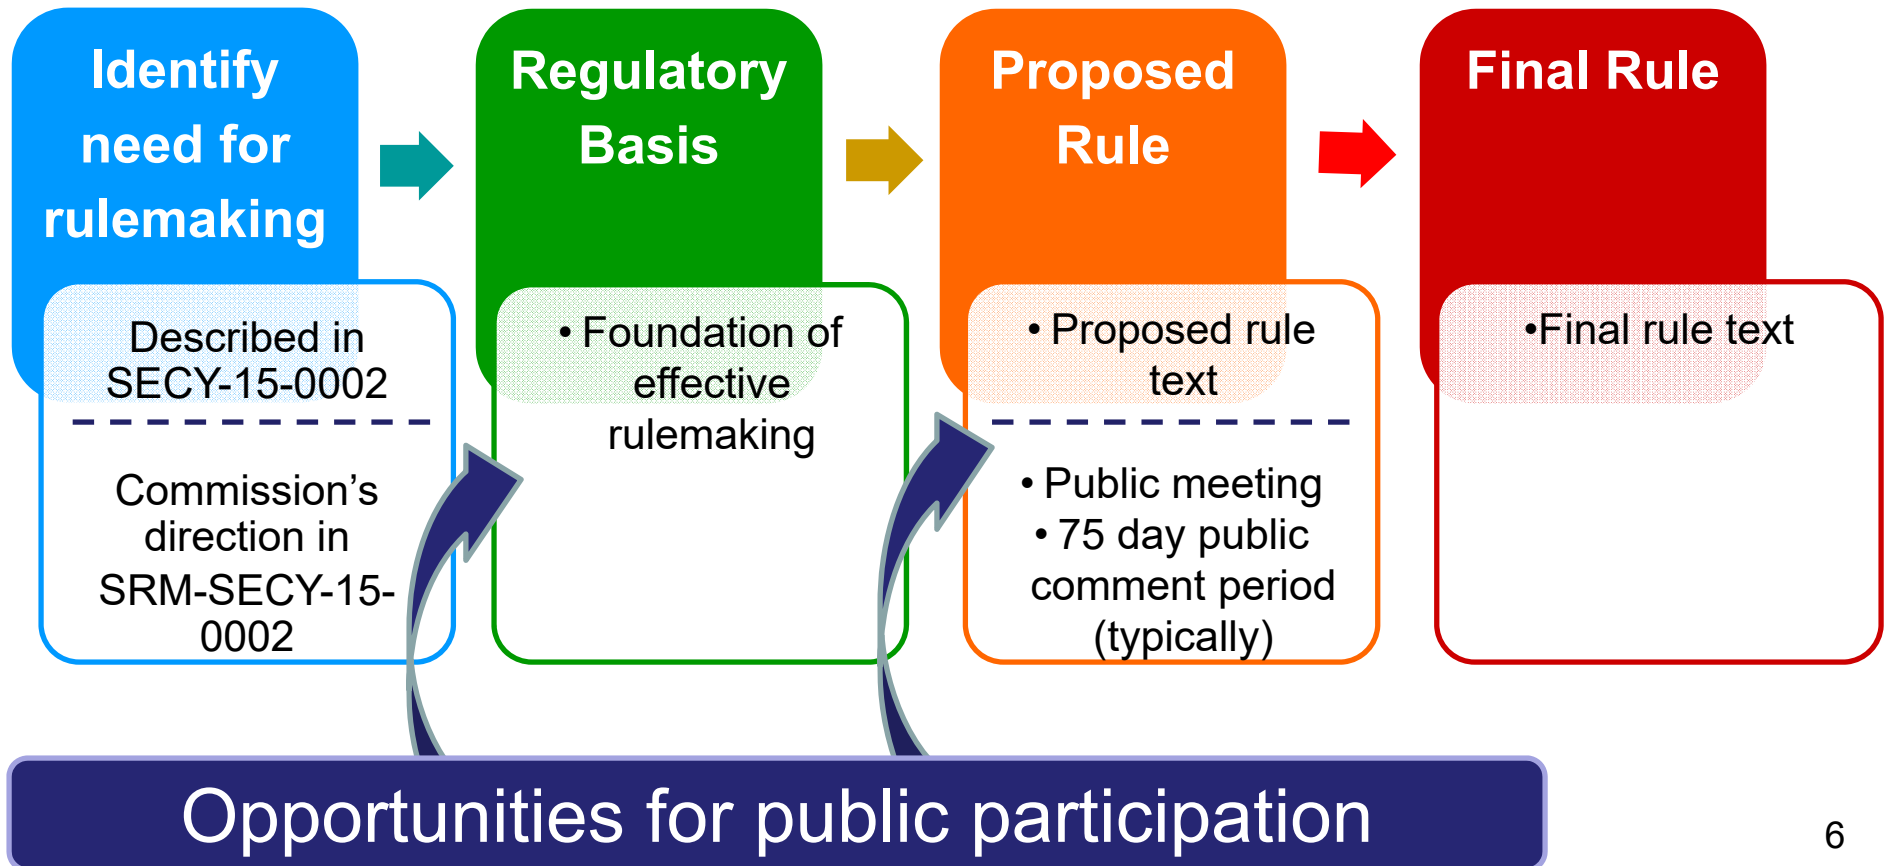 Identify
need for
rulemaking
Described in
SECY-15-0002
Commission’s
direction in
SRM-SECY-15-
0002
Regulatory
Basis
• Foundation of
effective
rulemaking
Proposed
Rule
• Proposed rule
text
• Public meeting
• 75 day public
comment period
(typically)
Final Rule
•Final rule text
Opportunities for public participation
6